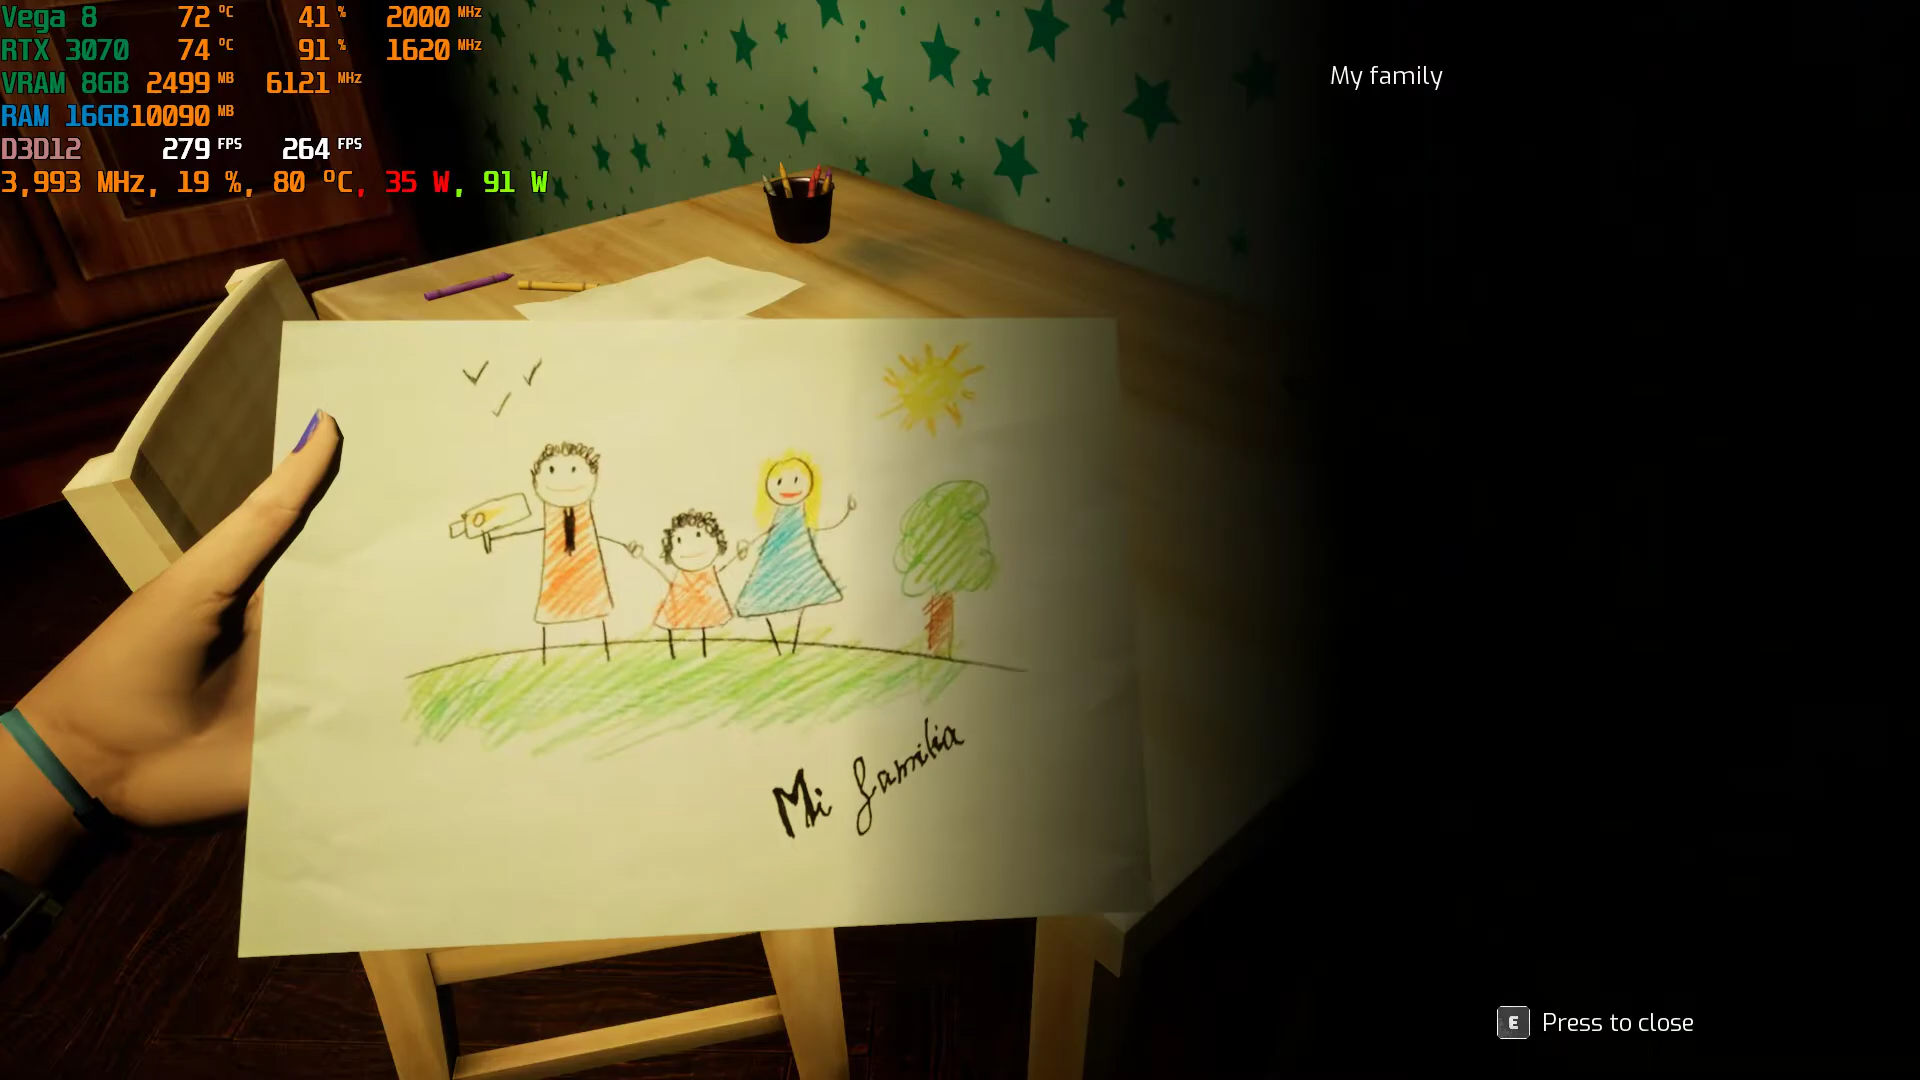 Vega 8 72 °C 41 % 2000 MHz
RTX 3070 74 °C 91 % 1620 MHz
VRAM 8GB 2499 MB 6121 MHz
RAM 16GB 10090 MB
D3D12 279 FPS 264 FPS
3,993 MHz, 19 %, 80 °C, 35 W, 91 W
My family
Mi familia
E Press to close